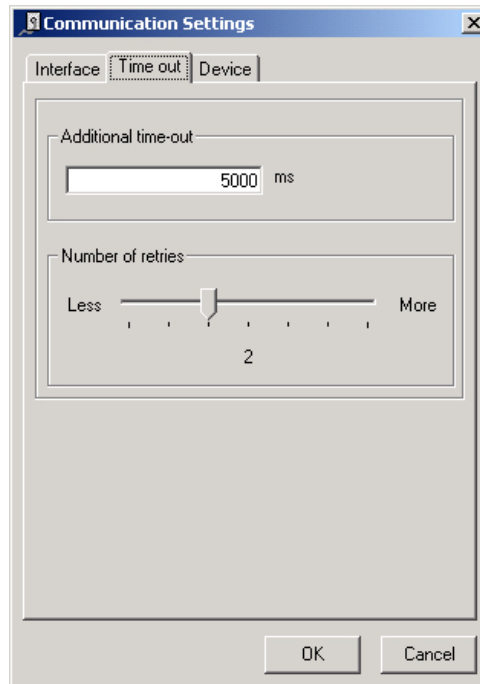 Communication Settings
Interface Time out Device
Additional time-out
5000 ms
Number of retries
Less More
2
OK Cancel